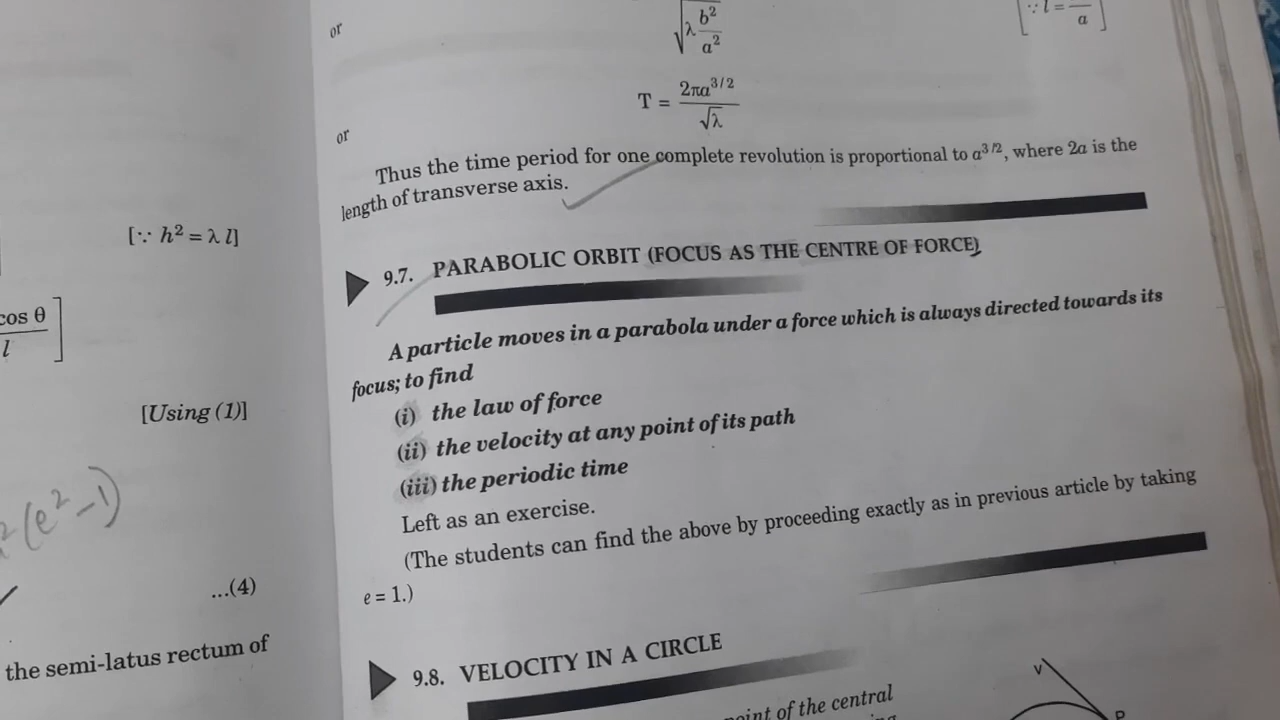 [∵ h² = λ l]
cos θ
l
[Using (1)]
²(e² – 1)
...(4)
the semi-latus rectum of
or
√λ b²/a²
[∵ l = /a]
or
T = 2πa^3/2 / √λ
Thus the time period for one complete revolution is proportional to a^3/2, where 2a is the
length of transverse axis.
9.7. PARABOLIC ORBIT (FOCUS AS THE CENTRE OF FORCE)
A particle moves in a parabola under a force which is always directed towards its
focus; to find
(i) the law of force
(ii) the velocity at any point of its path
(iii) the periodic time
Left as an exercise.
(The students can find the above by proceeding exactly as in previous article by taking
e = 1.)
9.8. VELOCITY IN A CIRCLE
point of the central
V
P